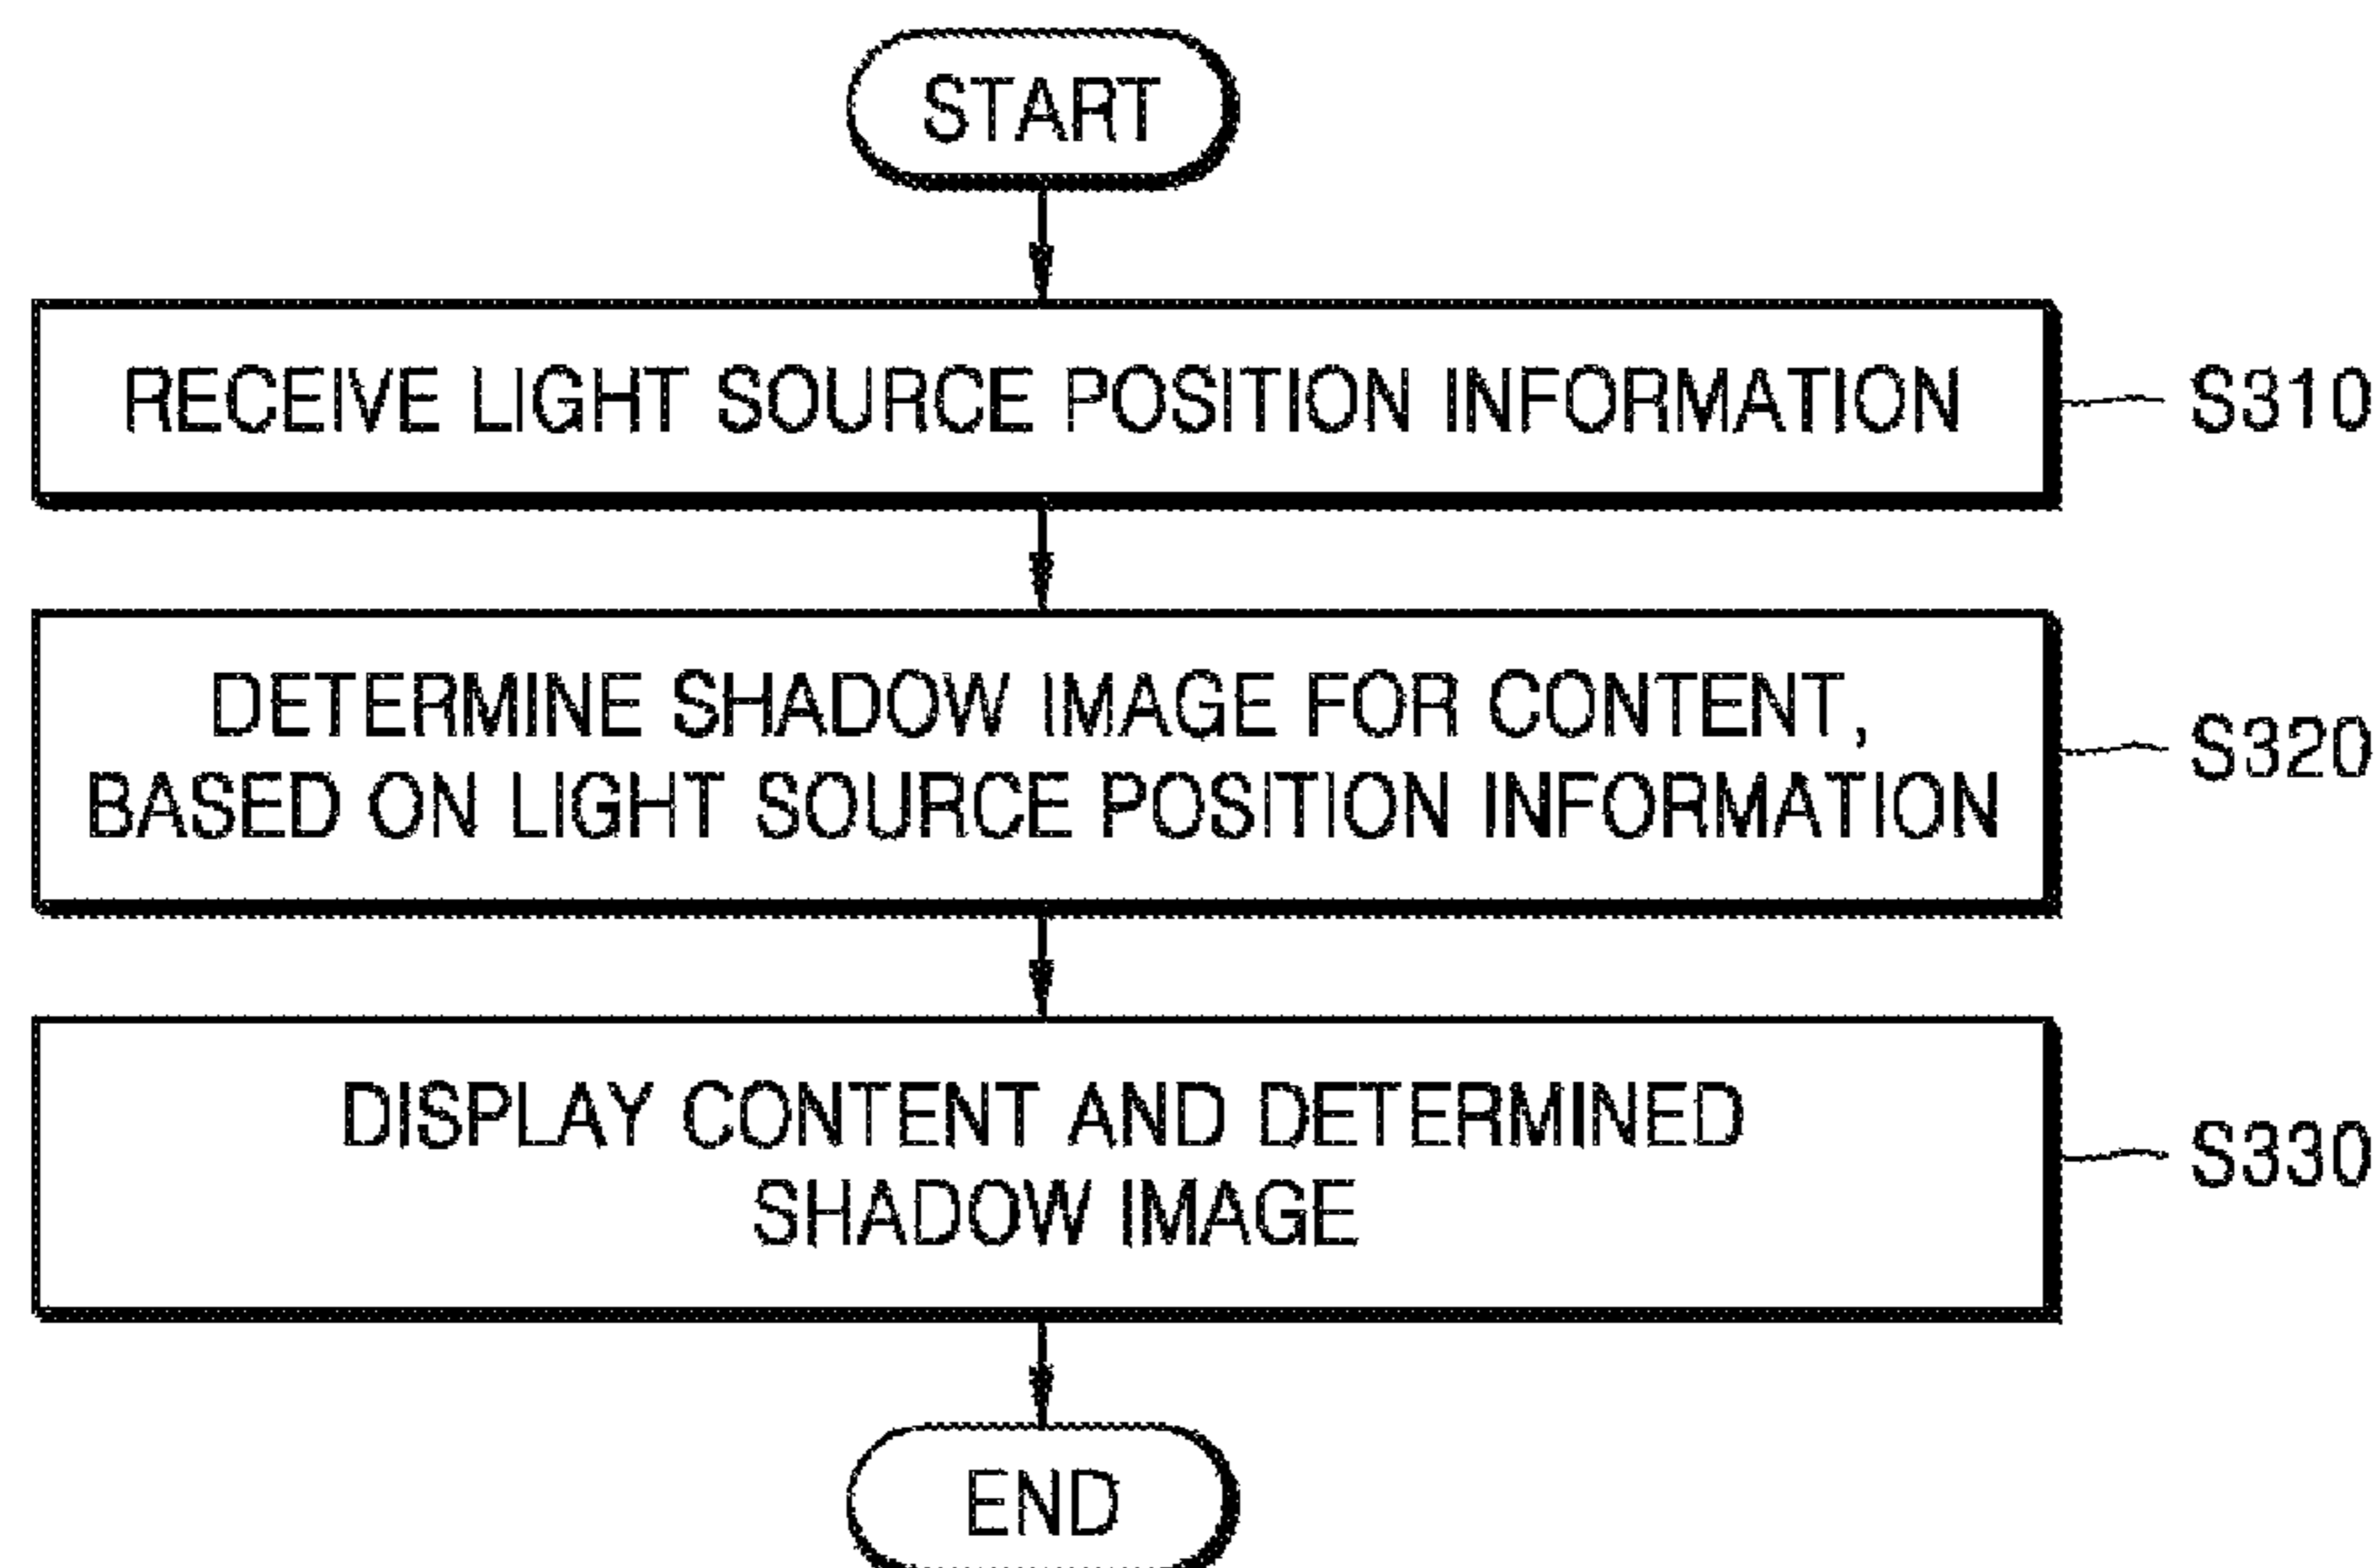 START
RECEIVE LIGHT SOURCE POSITION INFORMATION
S310
DETERMINE SHADOW IMAGE FOR CONTENT,
BASED ON LIGHT SOURCE POSITION INFORMATION
S320
DISPLAY CONTENT AND DETERMINED
SHADOW IMAGE
S330
END